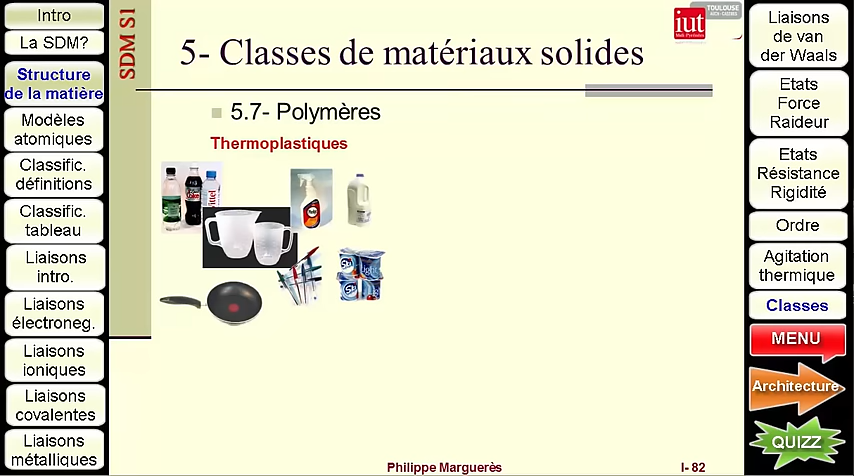 Intro
La SDM?
Structure
de la matière
Modèles
atomiques
Classific.
définitions
Classific.
tableau
Liaisons
intro.
Liaisons
électroneg.
Liaisons
ioniques
Liaisons
covalentes
Liaisons
métalliques
SDM S1
5- Classes de matériaux solides
iut
TOULOUSE
5.7- Polymères
Thermoplastiques
Coke
Vittel
Philippe Marguerès
I- 82
Liaisons
de van
der Waals
Etats
Force
Raideur
Etats
Résistance
Rigidité
Ordre
Agitation
thermique
Classes
MENU
Architecture
QUIZZ